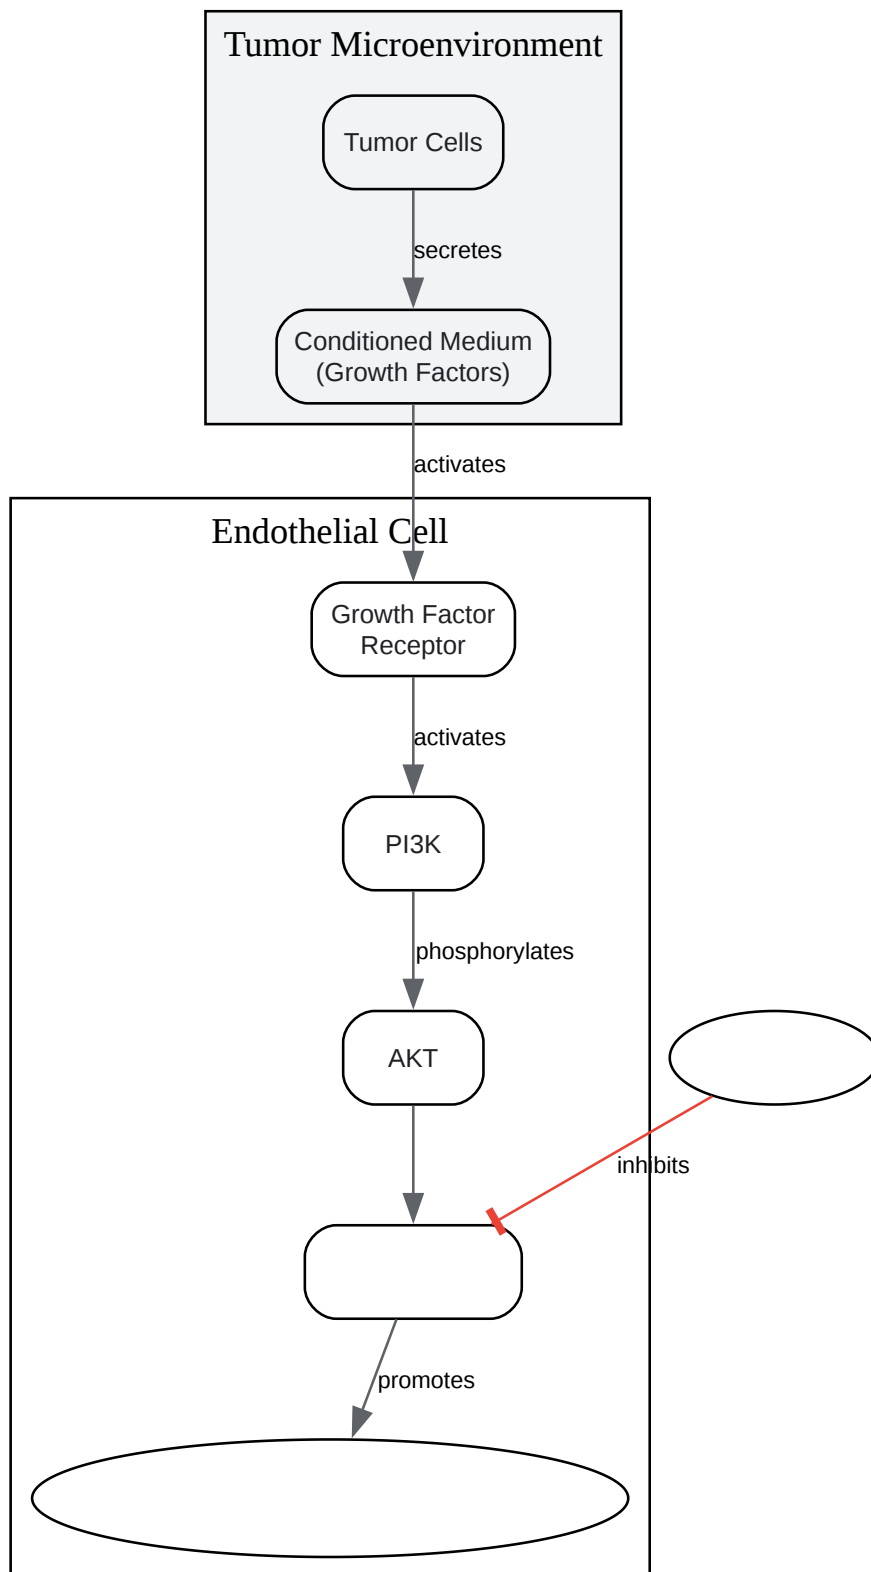 Tumor Microenvironment
Tumor Cells
secretes
Conditioned Medium
(Growth Factors)
activates
Endothelial Cell
Growth Factor
Receptor
activates
PI3K
phosphorylates
AKT
inhibits
promotes